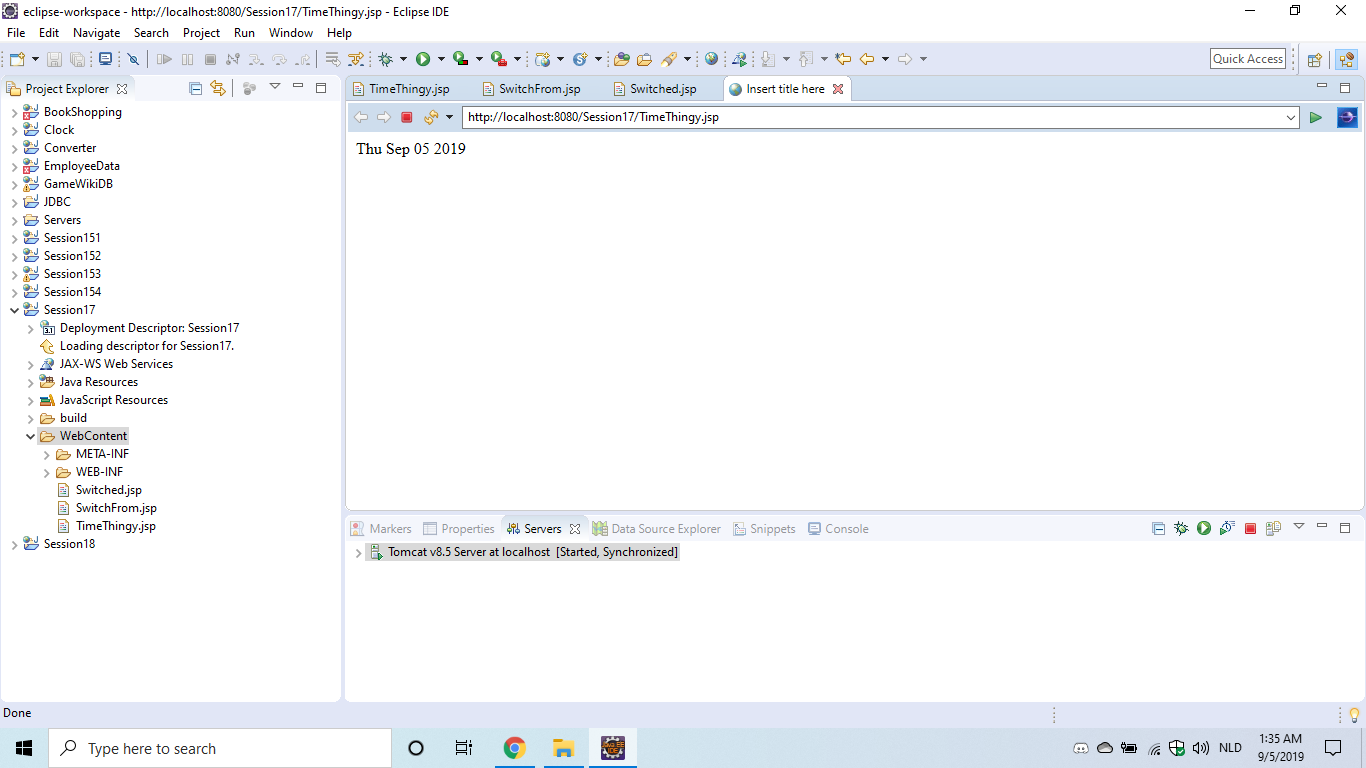 eclipse-workspace - http://localhost:8080/Session17/TimeThingy.jsp - Eclipse IDE
File Edit Navigate Search Project Run Window Help
Quick Access
Project Explorer
BookShopping
Clock
Converter
EmployeeData
GameWikiDB
JDBC
Servers
Session151
Session152
Session153
Session154
Session17
3.1 Deployment Descriptor: Session17
Loading descriptor for Session17.
JAX-WS Web Services
Java Resources
JavaScript Resources
build
WebContent
META-INF
WEB-INF
Switched.jsp
SwitchFrom.jsp
TimeThingy.jsp
Session18
TimeThingy.jsp SwitchFrom.jsp Switched.jsp Insert title here
http://localhost:8080/Session17/TimeThingy.jsp
Thu Sep 05 2019
Markers Properties Servers Data Source Explorer Snippets Console
Tomcat v8.5 Server at localhost [Started, Synchronized]
Done
Type here to search
JAVA EE
IDE
NLD
1:35 AM
9/5/2019